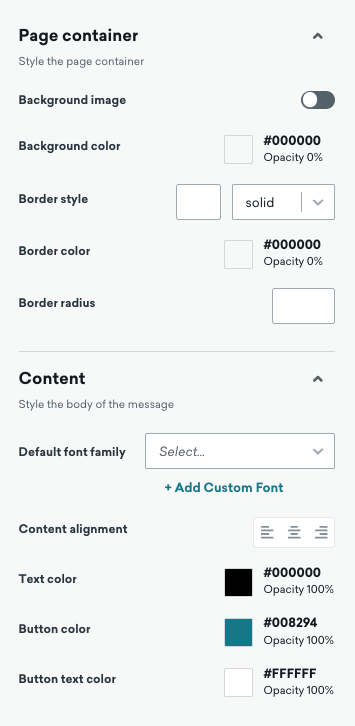 Page container
Style the page container
Background image
Background color
#000000
Opacity 0%
Border style
solid
Border color
#000000
Opacity 0%
Border radius
Content
Style the body of the message
Default font family
Select...
+ Add Custom Font
Content alignment
Text color
#000000
Opacity 100%
Button color
#008294
Opacity 100%
Button text color
#FFFFFF
Opacity 100%